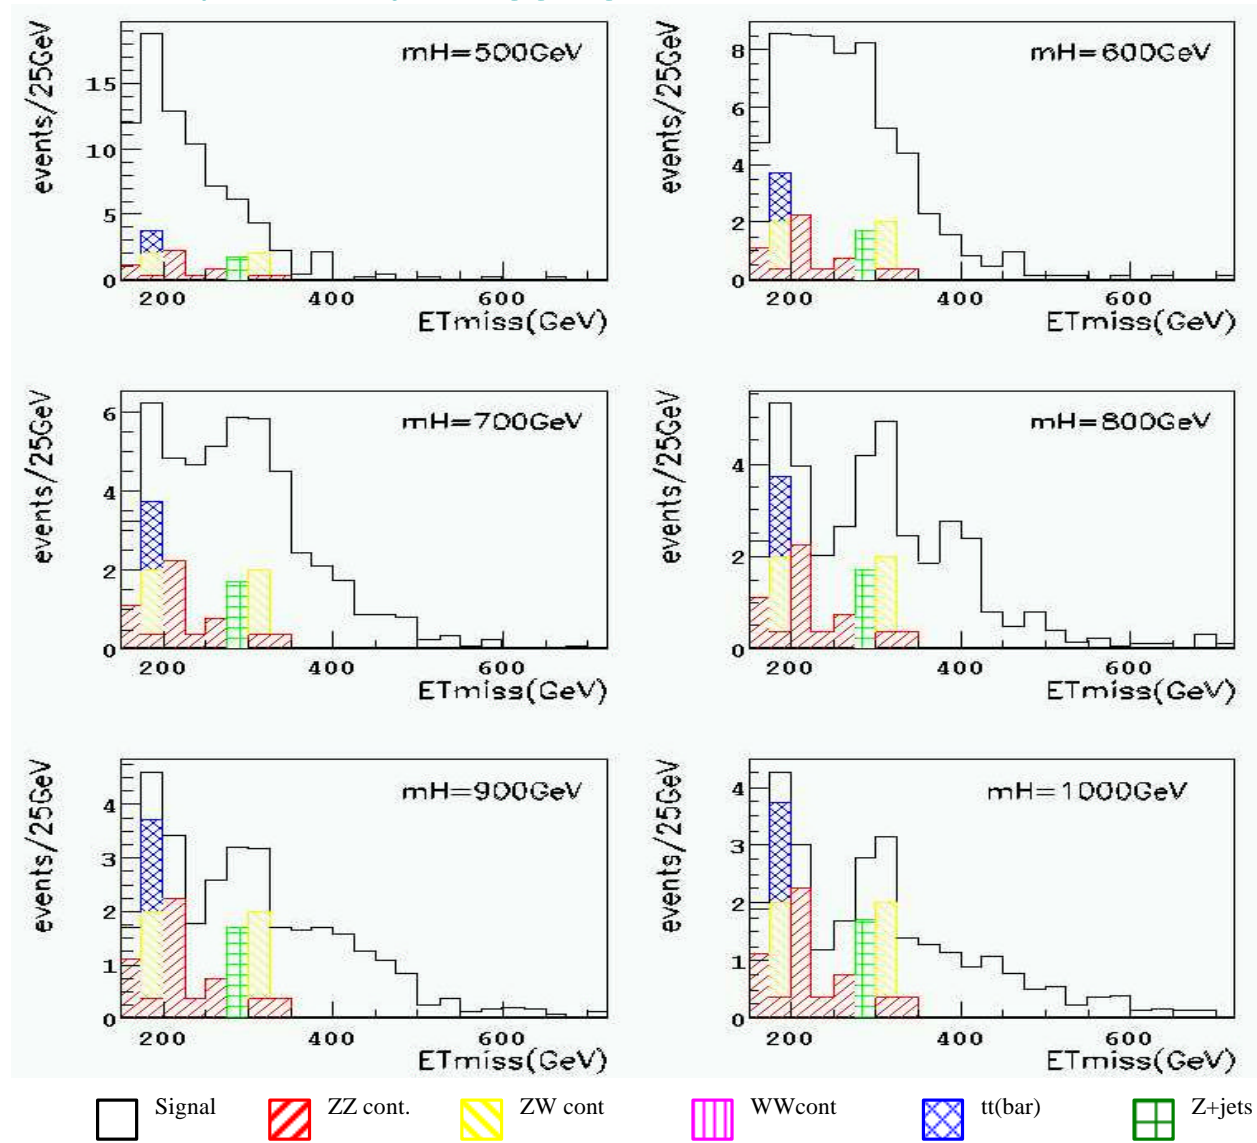 mH=500GeV
events/25GeV
15
10
5
0
200 400 600
ETmiss(GeV)
mH=600GeV
events/25GeV
8
6
4
2
0
200 400 600
ETmiss(GeV)
mH=700GeV
events/25GeV
6
4
2
0
200 400 600
ETmiss(GeV)
mH=800GeV
events/25GeV
4
2
0
200 400 600
ETmiss(GeV)
mH=900GeV
events/25GeV
4
3
2
1
0
200 400 600
ETmiss(GeV)
mH=1000GeV
events/25GeV
4
3
2
1
0
200 400 600
ETmiss(GeV)
Signal ZZ cont. ZW cont WWcont tt(bar) Z+jets